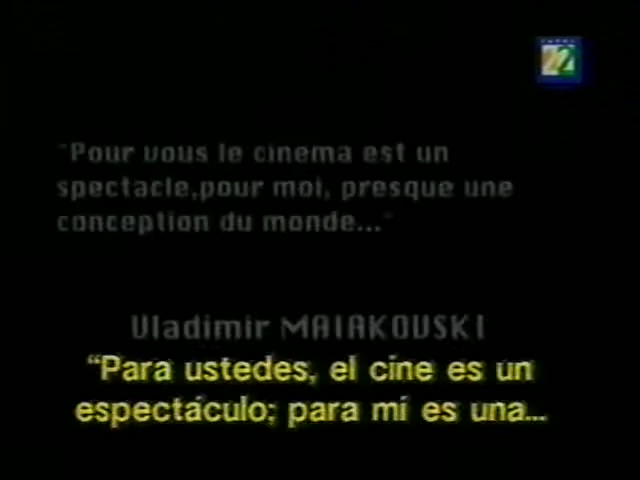 "Pour vous le cinema est un
spectacle,pour moi, presque une
conception du monde..."
Vladimir MAIAKOVSKI
“Para ustedes, el cine es un
espectáculo; para mí es una...